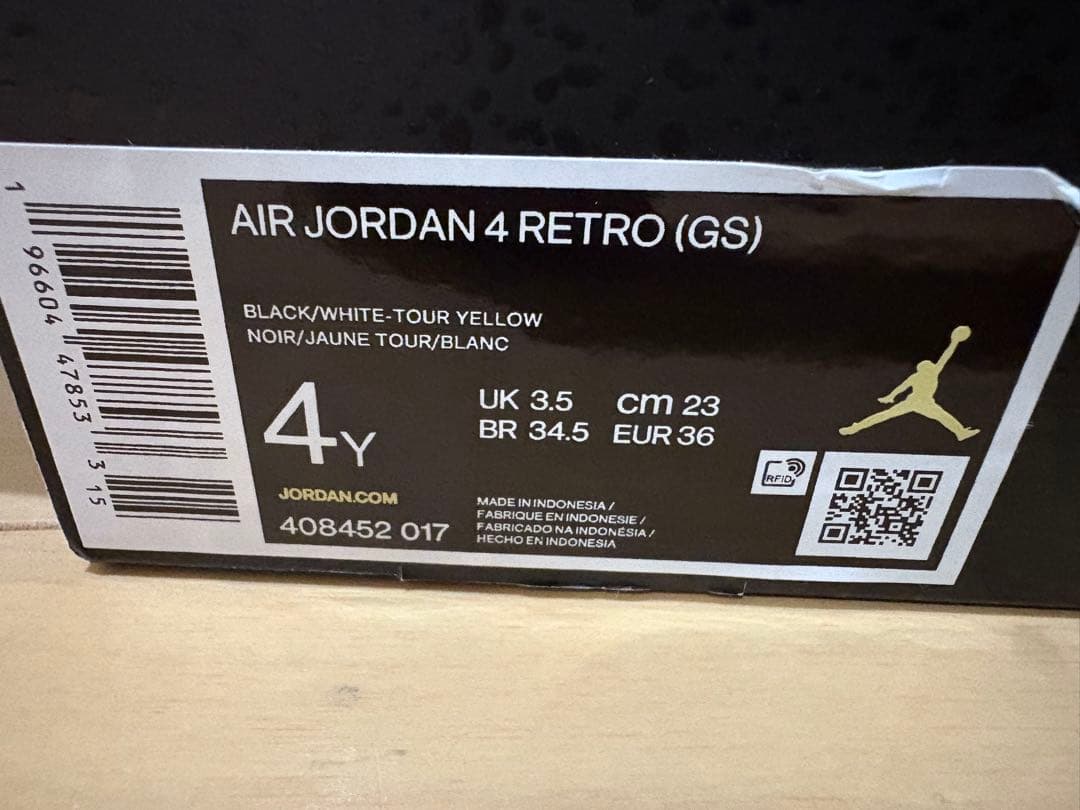 AIR JORDAN 4 RETRO (GS)
BLACK/WHITE-TOUR YELLOW
NOIR/JAUNE TOUR/BLANC
4Y
UK 3.5 cm 23
BR 34.5 EUR 36
JORDAN.COM
408452 017
MADE IN INDONESIA /
FABRIQUE EN INDONESIE /
FABRICADO NA INDONÉSIA /
HECHO EN INDONESIA
RFID
1 96604 47853 3 15